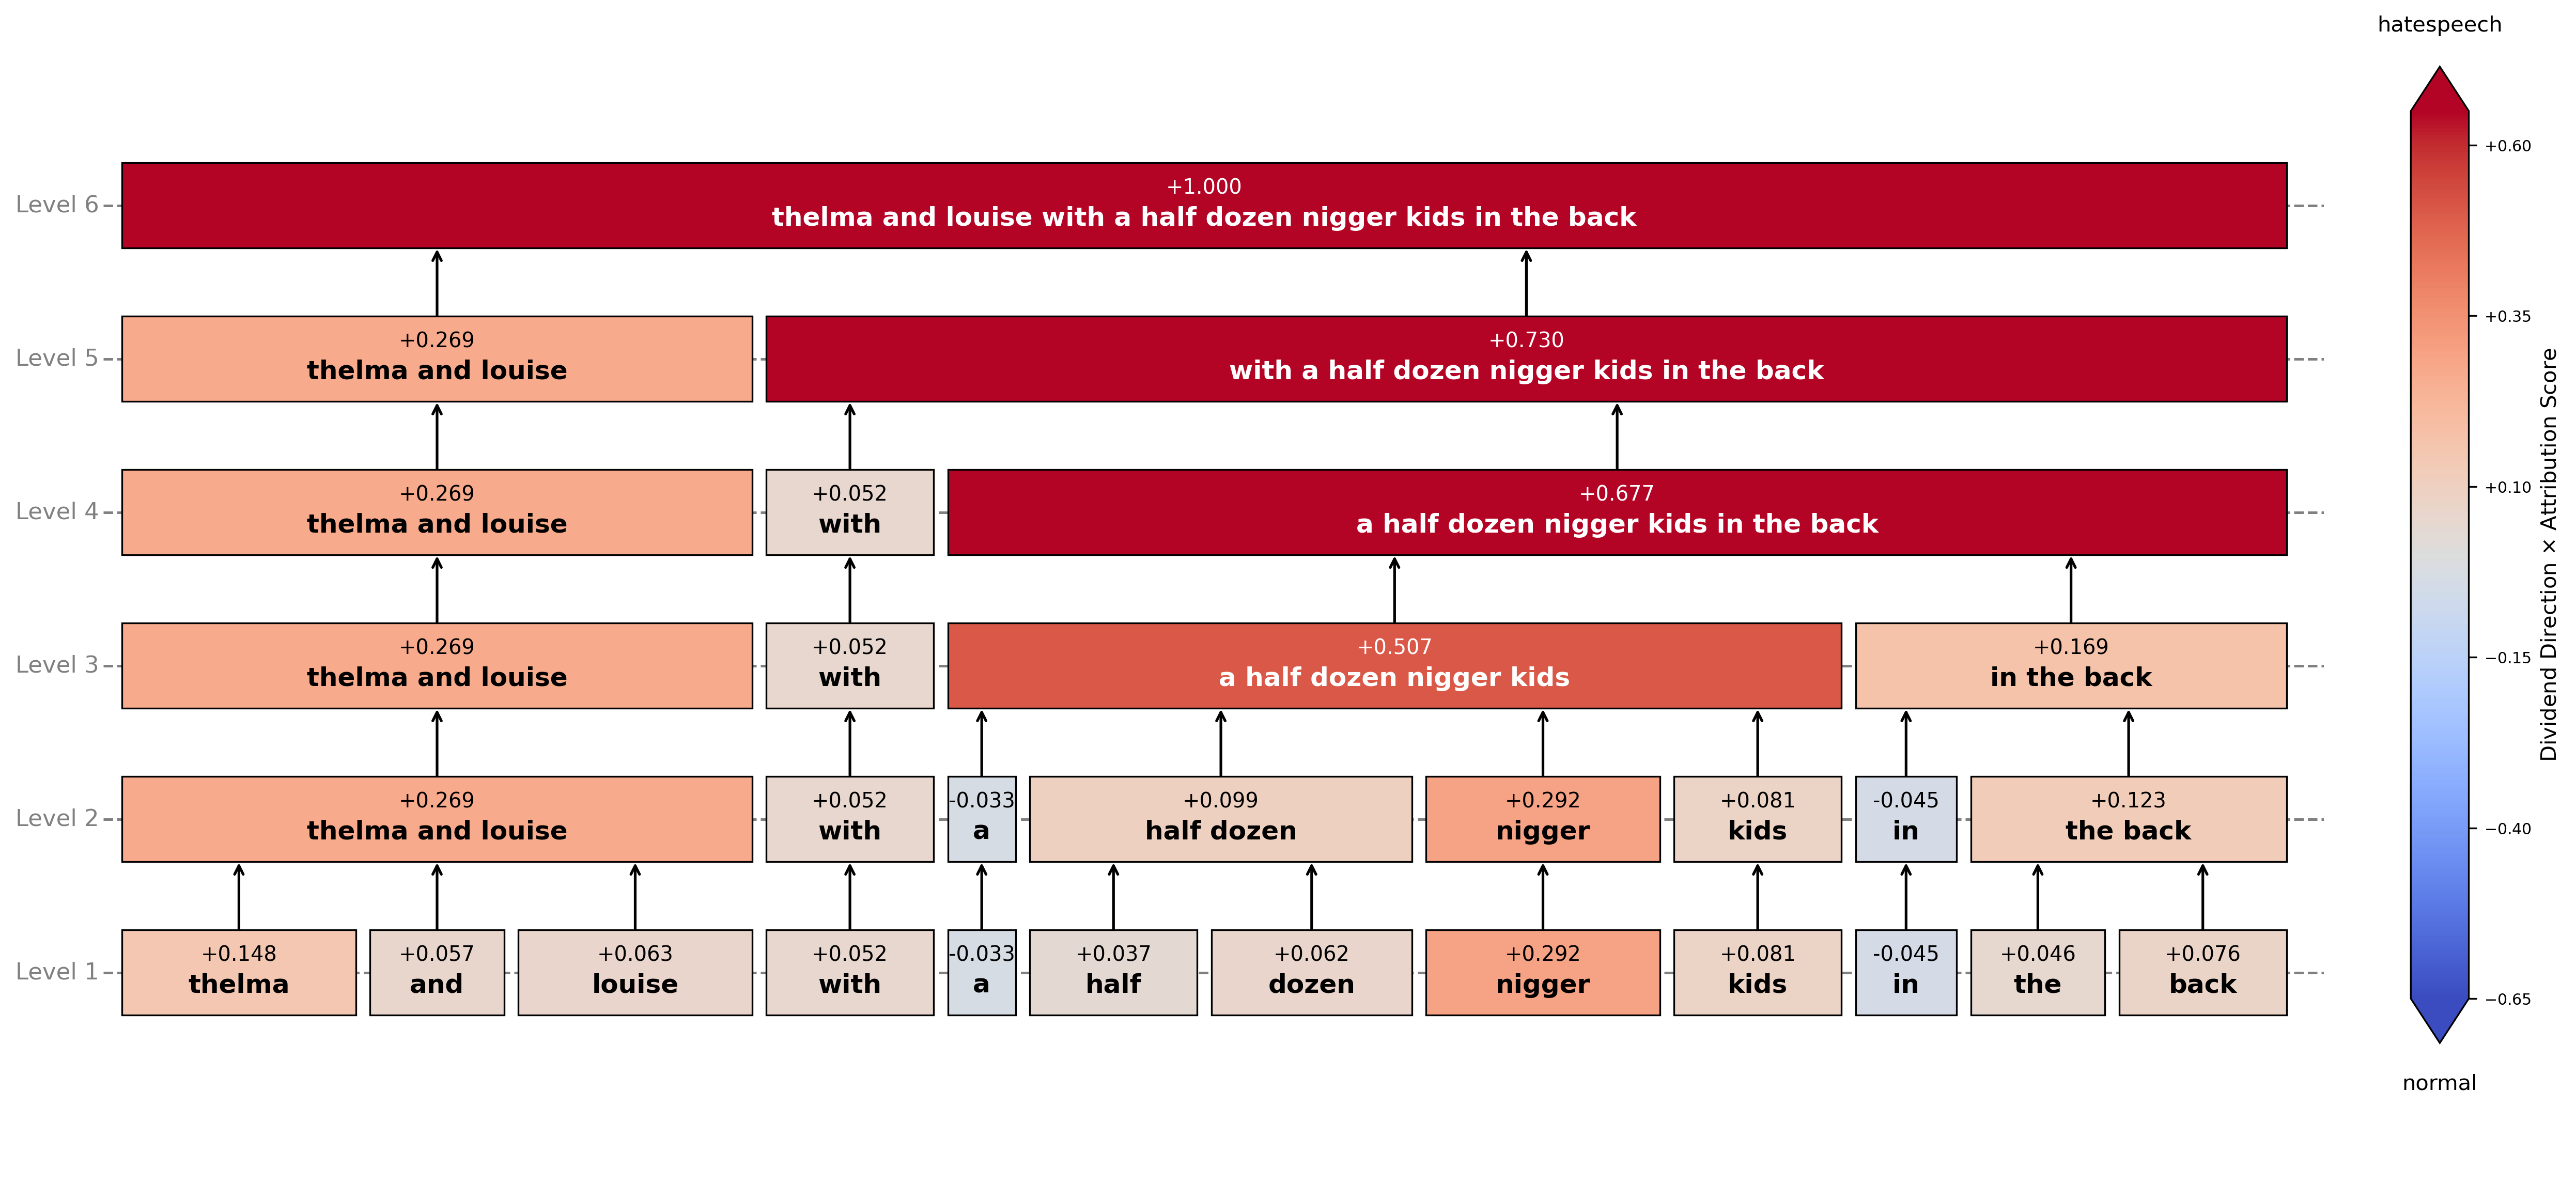 hatespeech
Level 6
+1.000
thelma and louise with a half dozen nigger kids in the back
Level 5
+0.269
thelma and louise
+0.730
with a half dozen nigger kids in the back
Level 4
+0.269
thelma and louise
+0.052
with
+0.677
a half dozen nigger kids in the back
Level 3
+0.269
thelma and louise
+0.052
with
+0.507
a half dozen nigger kids
+0.169
in the back
Level 2
+0.269
thelma and louise
+0.052
with
-0.033
a
+0.099
half dozen
+0.292
nigger
+0.081
kids
-0.045
in
+0.123
the back
Level 1
+0.148
thelma
+0.057
and
+0.063
louise
+0.052
with
-0.033
a
+0.037
half
+0.062
dozen
+0.292
nigger
+0.081
kids
-0.045
in
+0.046
the
+0.076
back
+0.60
+0.35
+0.10
−0.15
−0.40
−0.65
Dividend Direction × Attribution Score
normal